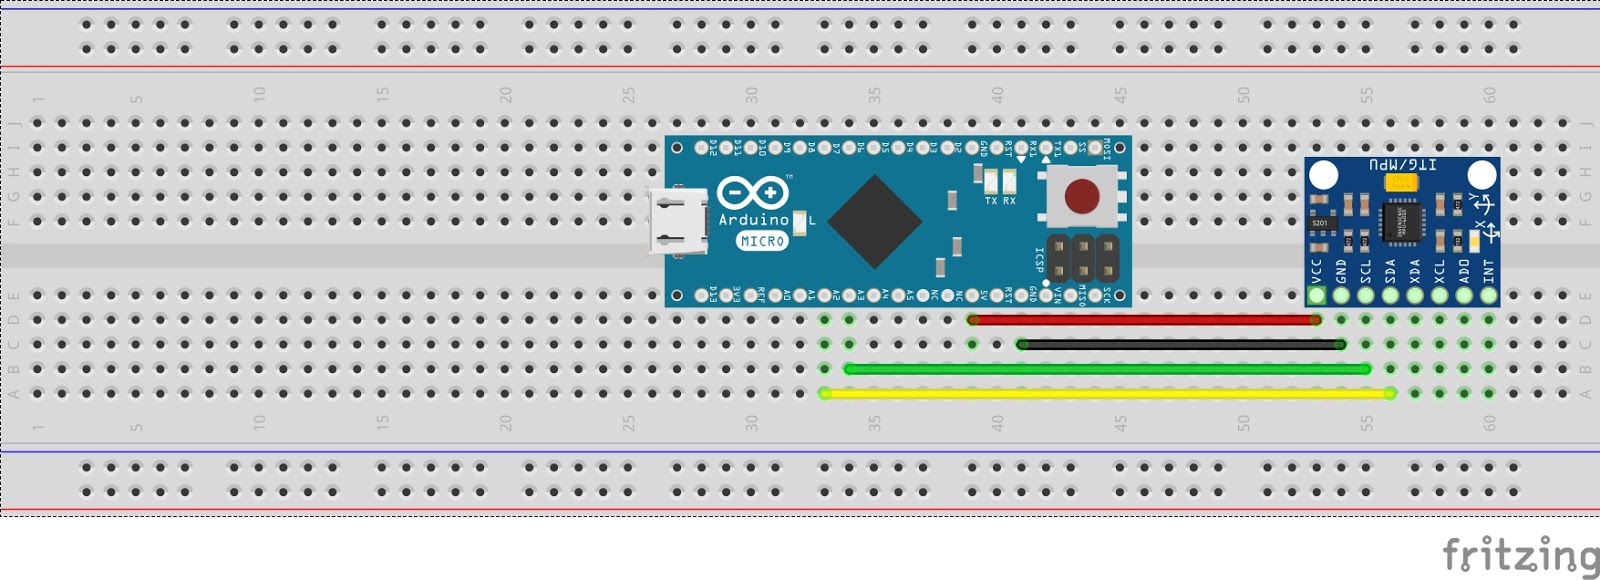 1 5 10 15 20 25 30 35 40 45 50 55 60
J J
I I
H H
G G
F F
D12 D11 D10 D9 D8 D7 D6 D5 D4 D3 D2 GND RST RX1 TX1 SS MOSI
™
Arduino
MICRO
L
TX RX
ICSP
D13 3V3 REF A0 A1 A2 A3 A4 A5 NC NC 5V RST GND VIN MISO SCK
ITG/MPU
5201
Y
X
VCC GND SCL SDA XDA XCL AD0 INT
E E
D D
C C
B B
A A
1 5 10 15 20 25 30 35 40 45 50 55 60
fritzing